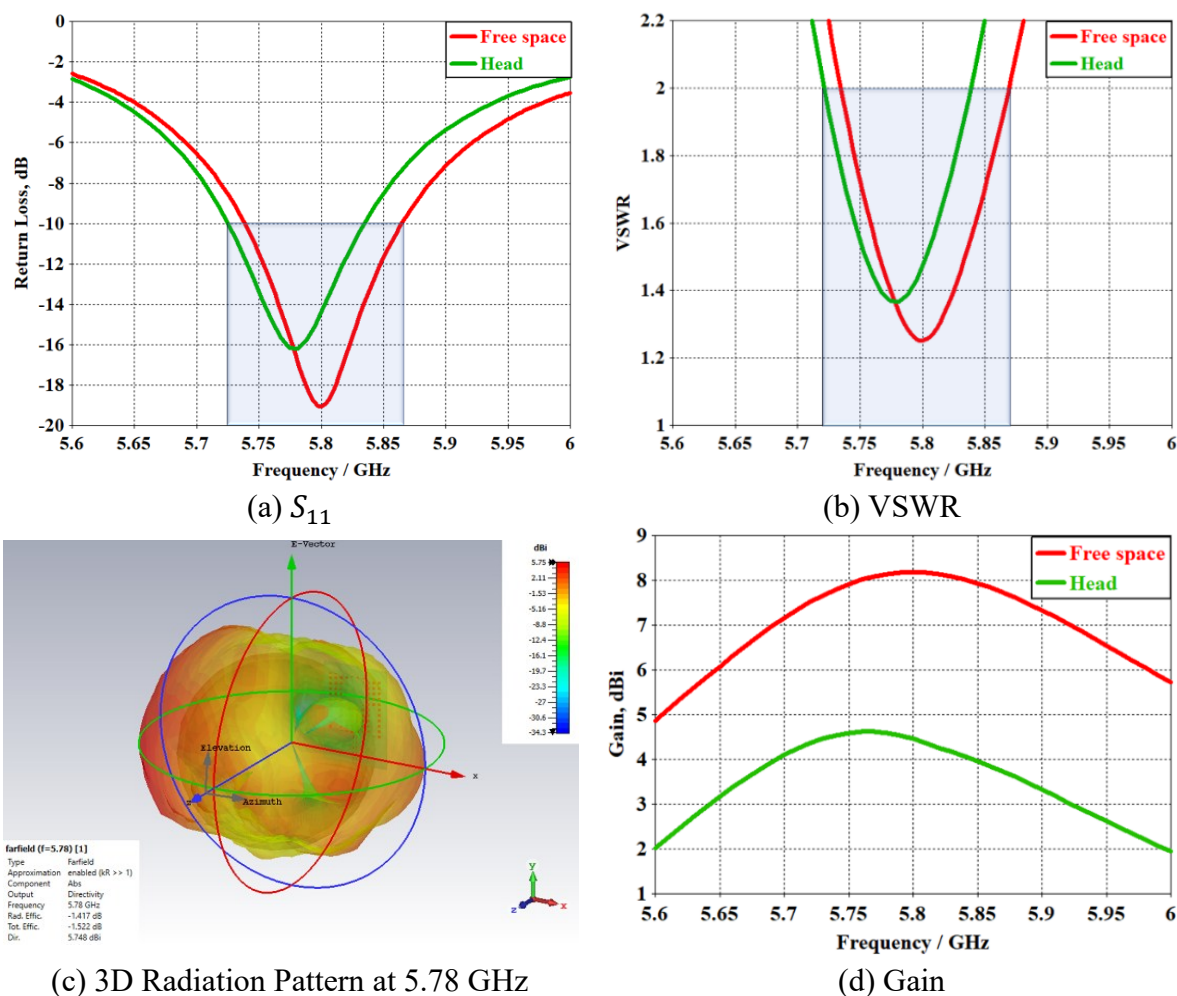 0
-2
-4
-6
-8
-10
-12
-14
-16
-18
-20
Return Loss, dB
Free space
Head
5.6 5.65 5.7 5.75 5.8 5.85 5.9 5.95 6
Frequency / GHz
(a) S₁₁
2.2
2
1.8
1.6
1.4
1.2
1
VSWR
Free space
Head
5.6 5.65 5.7 5.75 5.8 5.85 5.9 5.95 6
Frequency / GHz
(b) VSWR
E-Vector
Elevation
Azimuth
z
x
dBi
5.75
2.11
-1.53
-5.16
-8.8
-12.4
-16.1
-19.7
-23.3
-27
-30.6
-34.3
farfield (f=5.78) [1]
Type Farfield
Approximation enabled (kR >> 1)
Component Abs
Output Directivity
Frequency 5.78 GHz
Rad. Effic. -1.417 dB
Tot. Effic. -1.522 dB
Dir. 5.748 dBi
y
z
x
(c) 3D Radiation Pattern at 5.78 GHz
9
8
7
6
5
4
3
2
1
Gain, dBi
Free space
Head
5.6 5.65 5.7 5.75 5.8 5.85 5.9 5.95 6
Frequency / GHz
(d) Gain